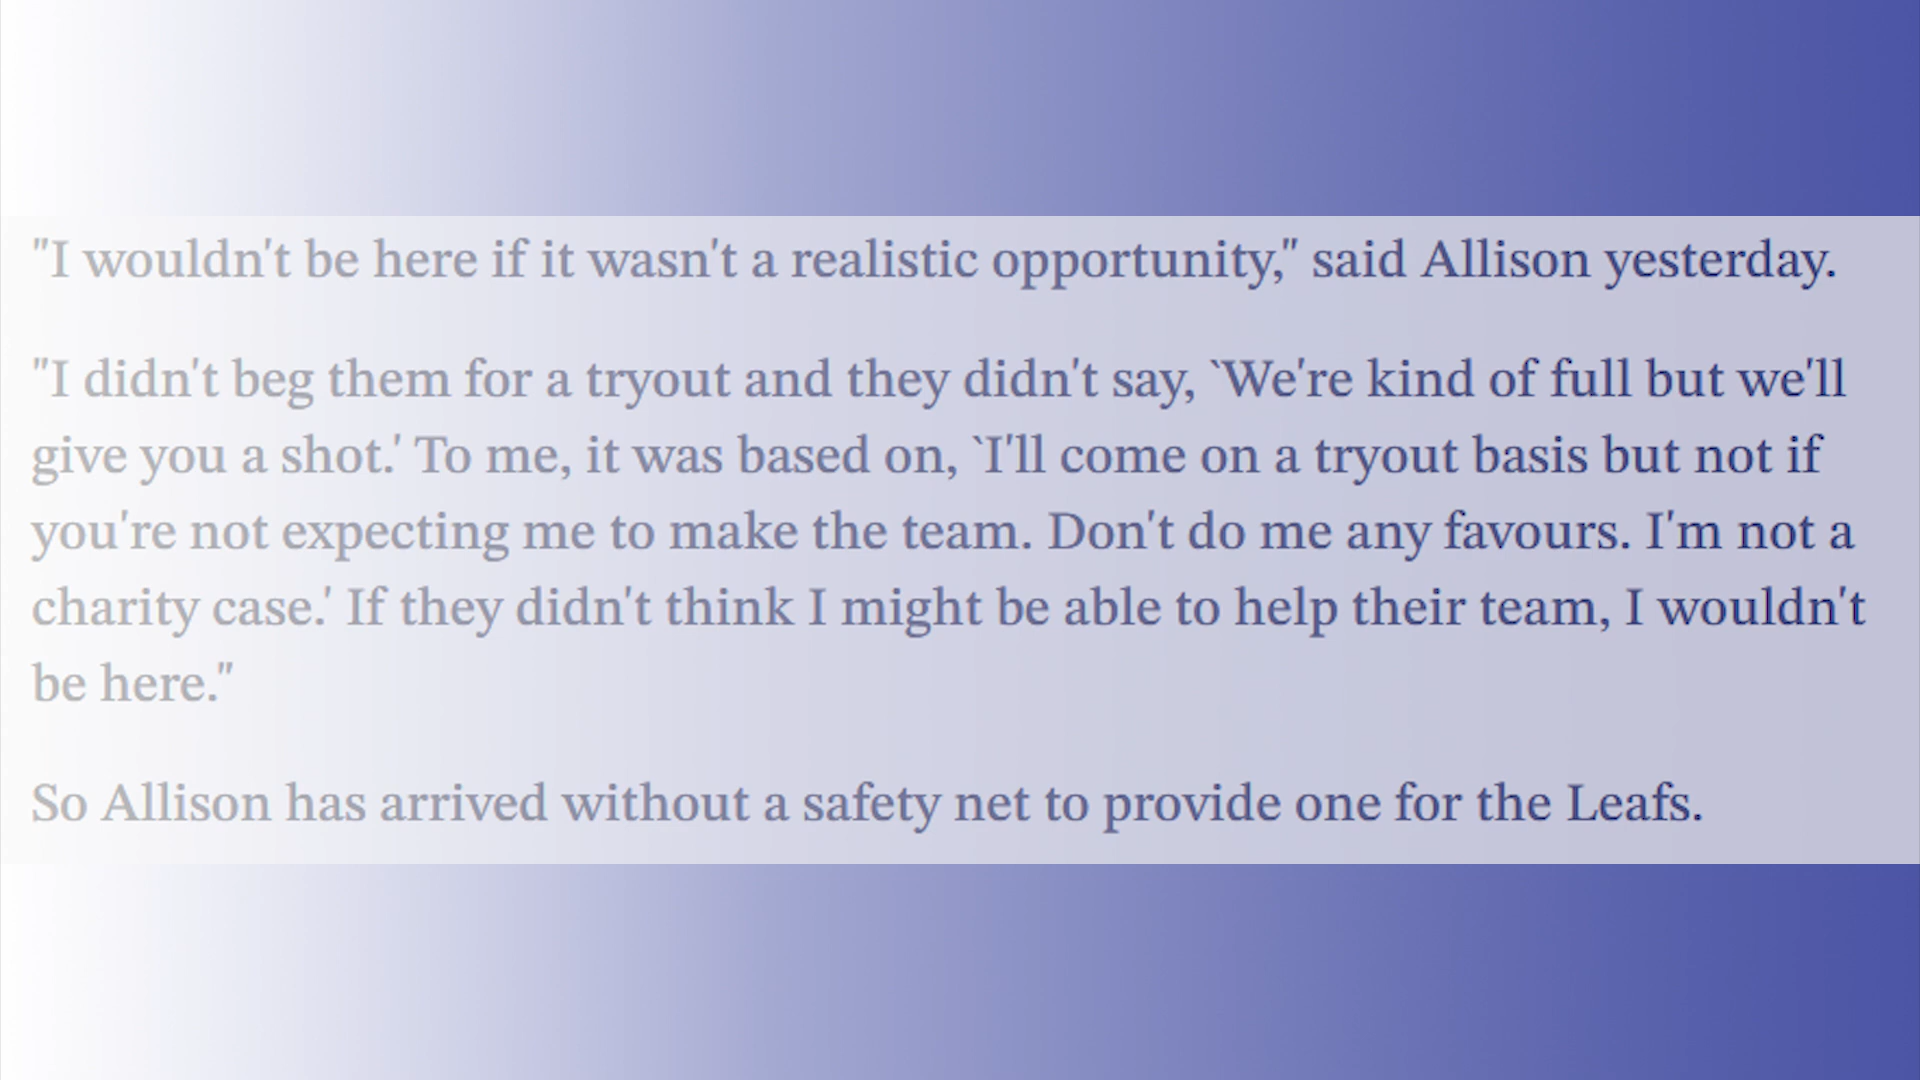 "I wouldn't be here if it wasn't a realistic opportunity," said Allison yesterday.
"I didn't beg them for a tryout and they didn't say, `We're kind of full but we'll
give you a shot.' To me, it was based on, `I'll come on a tryout basis but not if
you're not expecting me to make the team. Don't do me any favours. I'm not a
charity case.' If they didn't think I might be able to help their team, I wouldn't
be here."
So Allison has arrived without a safety net to provide one for the Leafs.